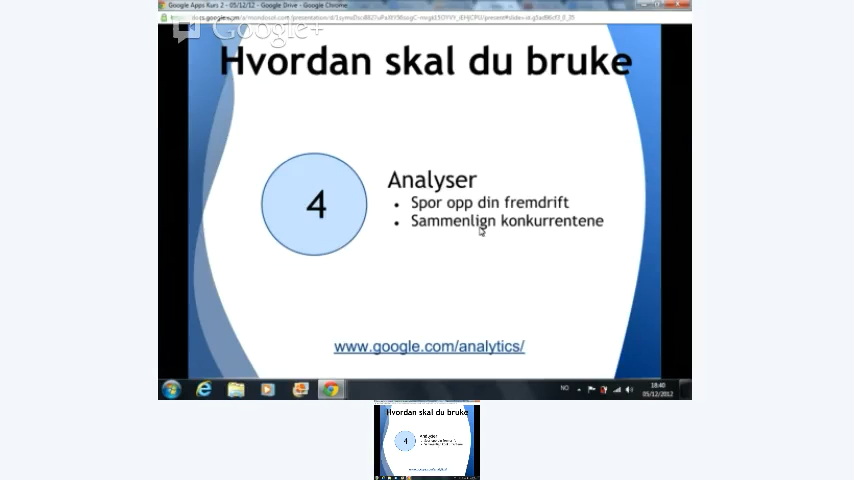 Google Apps Kurs 2 - 05/12/12 - Google Drive - Google Chrome
Google+
Hvordan skal du bruke
4
Analyser
Spor opp din fremdrift
Sammenlign konkurrentene
www.google.com/analytics/
NO
18:40
05/12/2012
Hvordan skal du bruke
4
Analyser